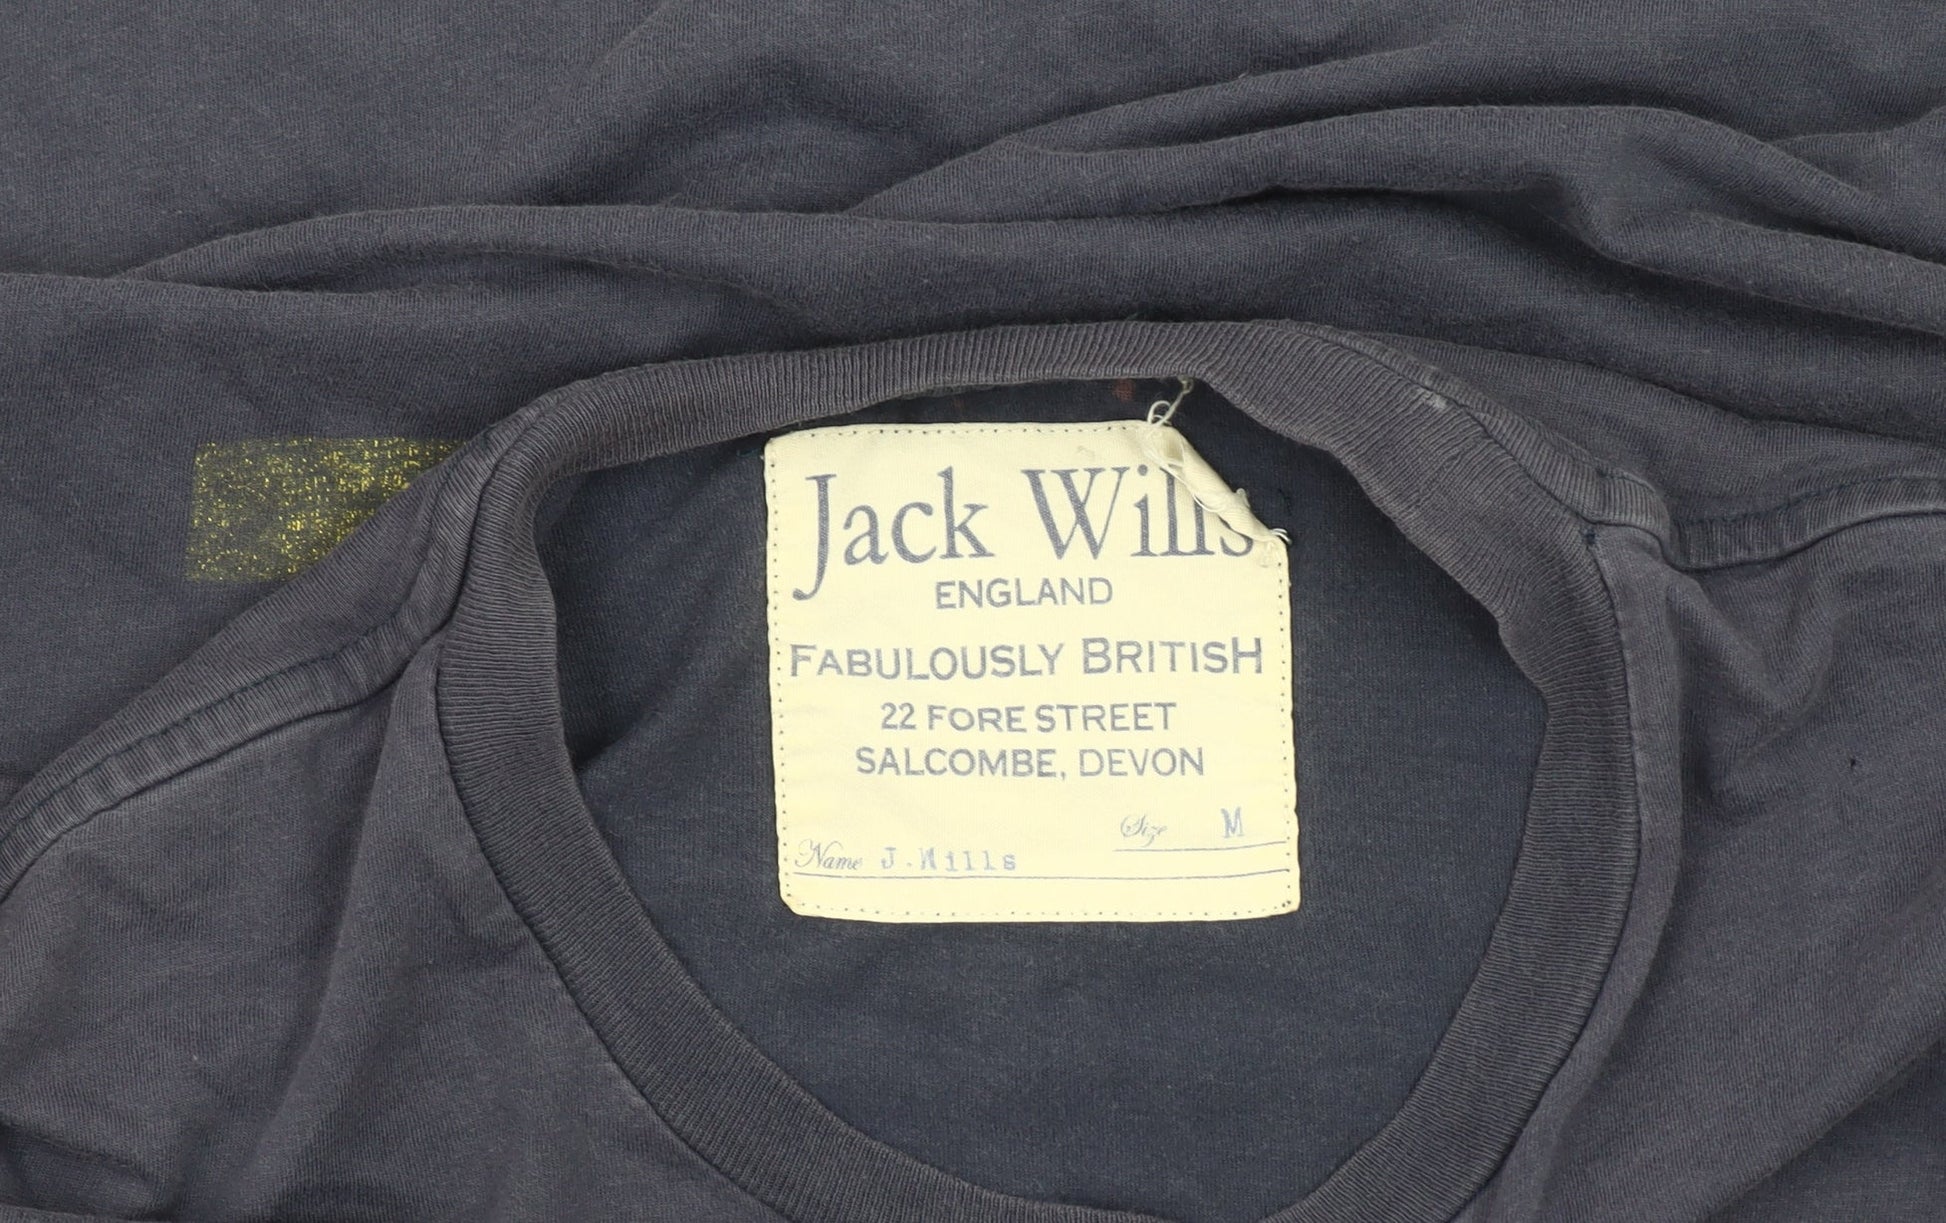 Jack Wills
ENGLAND
FABULOUSLY BRITISH
22 FORE STREET
SALCOMBE, DEVON
Size M
Name J.Wills